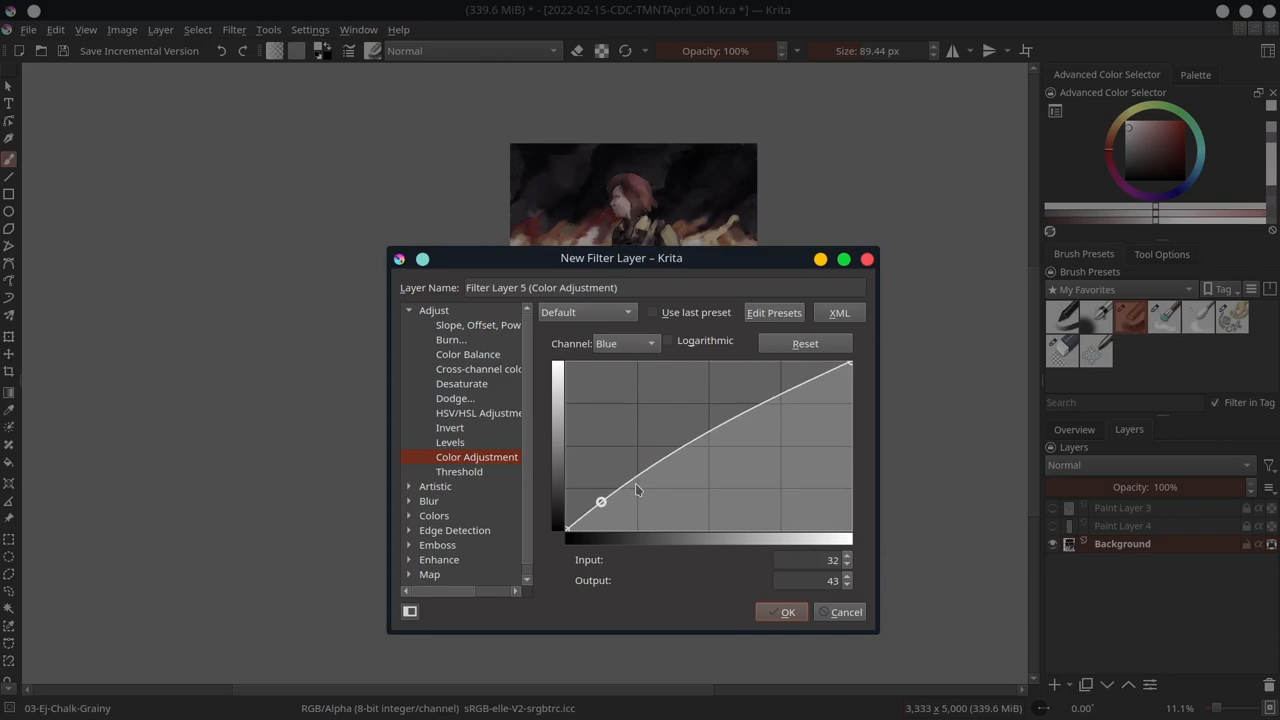 (339.6 MiB) * - [2022-02-15-CDC-TMNTApril_001.kra *] — Krita
File Edit View Image Layer Select Filter Tools Settings Window Help
Save Incremental Version Normal Opacity: 100% Size: 89.44 px
Advanced Color Selector Palette
Advanced Color Selector
New Filter Layer – Krita
Layer Name: Filter Layer 5 (Color Adjustment)
Adjust
Slope, Offset, Pow
Burn...
Color Balance
Cross-channel colo
Desaturate
Dodge...
HSV/HSL Adjustme
Invert
Levels
Color Adjustment
Threshold
Artistic
Blur
Colors
Edge Detection
Emboss
Enhance
Map
Default Use last preset Edit Presets XML
Channel: Blue Logarithmic Reset
Input: 32
Output: 43
OK Cancel
Brush Presets Tool Options
Brush Presets
My Favorites Tag
Search Filter in Tag
Overview Layers
Layers
Normal
Opacity: 100%
Paint Layer 3
Paint Layer 4
Background
03-Ej-Chalk-Grainy RGB/Alpha (8-bit integer/channel) sRGB-elle-V2-srgbtrc.icc 3,333 x 5,000 (339.6 MiB) 0.00° 11.1%